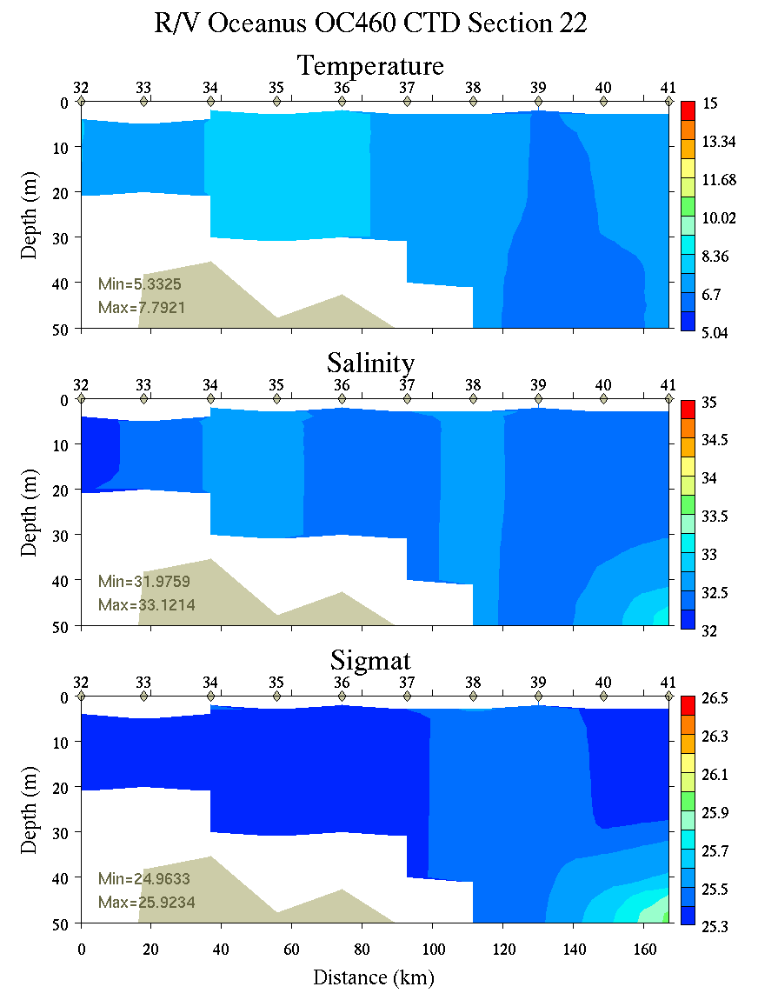 R/V Oceanus OC460 CTD Section 22
Temperature
32 33 34 35 36 37 38 39 40 41
0
10
20
30
40
50
Depth (m)
Min=5.3325
Max=7.7921
15
13.34
11.68
10.02
8.36
6.7
5.04
Salinity
32 33 34 35 36 37 38 39 40 41
0
10
20
30
40
50
Depth (m)
Min=31.9759
Max=33.1214
35
34.5
34
33.5
33
32.5
32
Sigmat
32 33 34 35 36 37 38 39 40 41
0
10
20
30
40
50
Depth (m)
Min=24.9633
Max=25.9234
26.5
26.3
26.1
25.9
25.7
25.5
25.3
0 20 40 60 80 100 120 140 160
Distance (km)